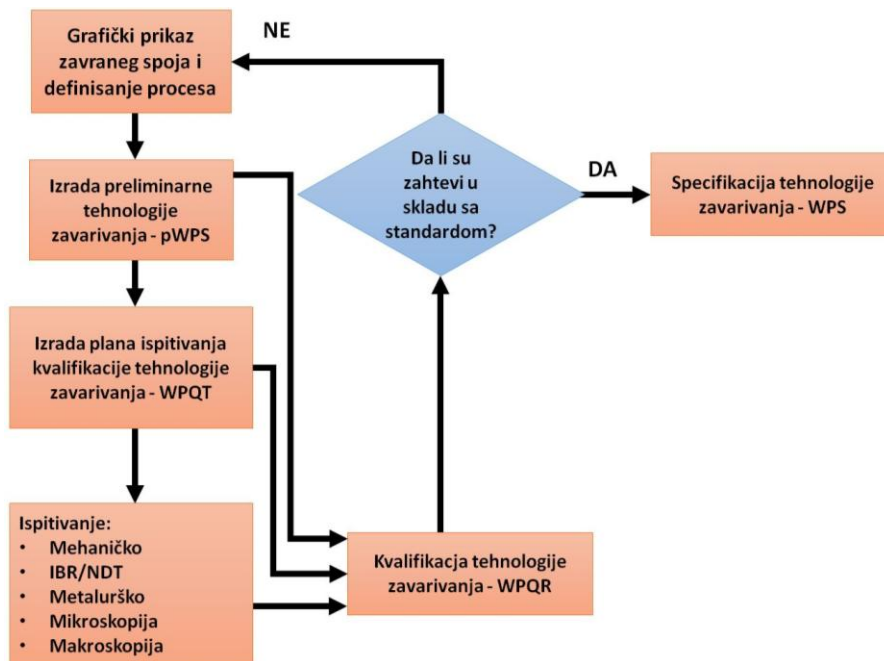 Grafički prikaz
zavraneg spoja i
definisanje procesa
NE
Izrada preliminarne
tehnologije
zavarivanja - pWPS
Da li su
zahtevi u
skladu sa
standardom?
DA
Specifikacija tehnologije
zavarivanja - WPS
Izrada plana ispitivanja
kvalifikacije tehnologije
zavarivanja - WPQT
Ispitivanje:
• Mehaničko
• IBR/NDT
• Metalurško
• Mikroskopija
• Makroskopija
Kvalifikacja tehnologije
zavarivanja - WPQR